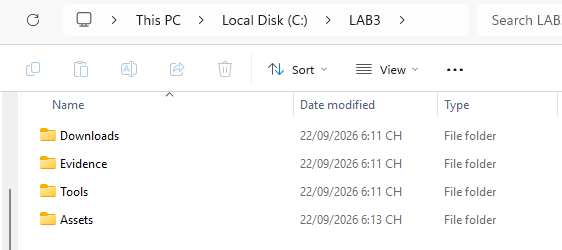 This PC > Local Disk (C:) > LAB3 > Search LAB
Sort View ...
Name Date modified Type
Downloads 22/09/2026 6:11 CH File folder
Evidence 22/09/2026 6:11 CH File folder
Tools 22/09/2026 6:11 CH File folder
Assets 22/09/2026 6:13 CH File folder